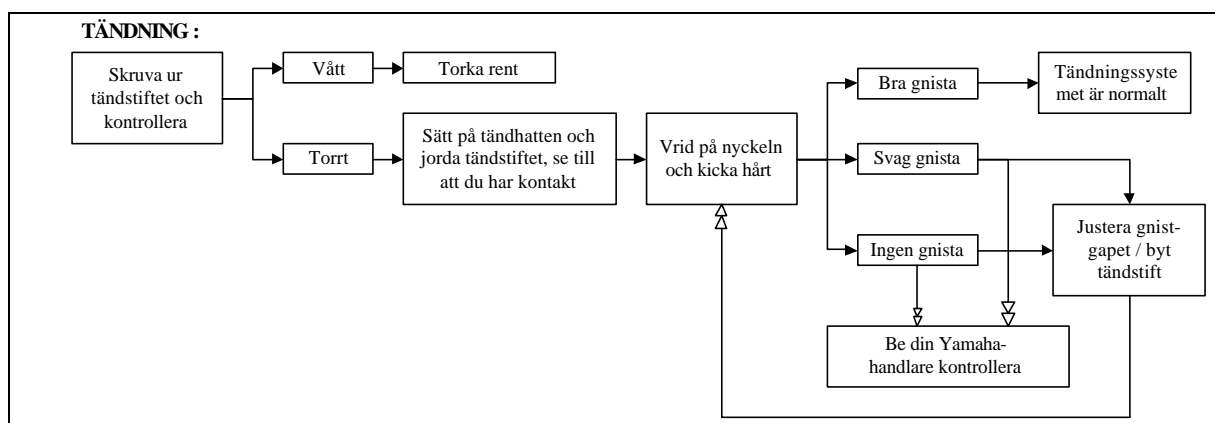 TÄNDNING :
Skruva ur
tändstiftet och
kontrollera
Vått
Torka rent
Torrt
Sätt på tändhatten och
jorda tändstiftet, se till
att du har kontakt
Vrid på nyckeln
och kicka hårt
Bra gnista
Tändningssyste
met är normalt
Svag gnista
Ingen gnista
Justera gnist-
gapet / byt
tändstift
Be din Yamaha-
handlare kontrollera